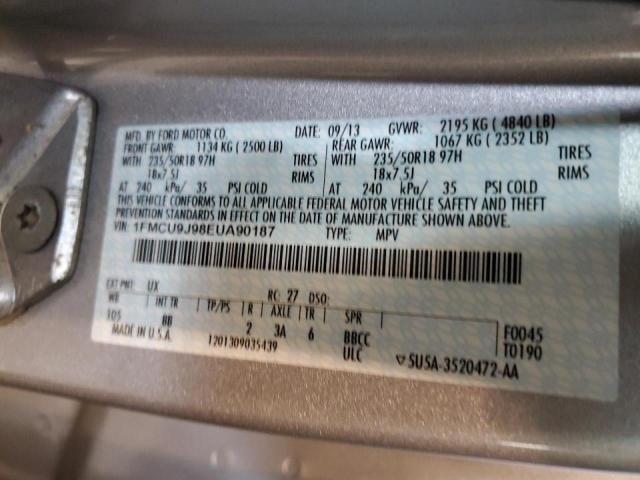 MFD. BY FORD MOTOR CO. DATE: 09/13 GVWR: 2195 KG ( 4840 LB)
FRONT GAWR: 1134 KG ( 2500 LB) REAR GAWR: 1067 KG ( 2352 LB)
WITH 235/50R18 97H TIRES WITH 235/50R18 97H TIRES
18x7.5J RIMS 18x7.5J RIMS
AT 240 kPa/ 35 PSI COLD AT 240 kPa/ 35 PSI COLD
THIS VEHICLE CONFORMS TO ALL APPLICABLE FEDERAL MOTOR VEHICLE SAFETY AND THEFT
PREVENTION STANDARDS IN EFFECT ON THE DATE OF MANUFACTURE SHOWN ABOVE.
VIN: 1FMCU9J98EUA90187 TYPE: MPV
EXT PNT: UX RC: 27 DSO:
WB INT TR TP/PS R AXLE TR SPR
105 BB 2 3A 6 BBCC F0045
MADE IN U.S.A. 1201309035439 ULC T0190
5U5A-3520472-AA